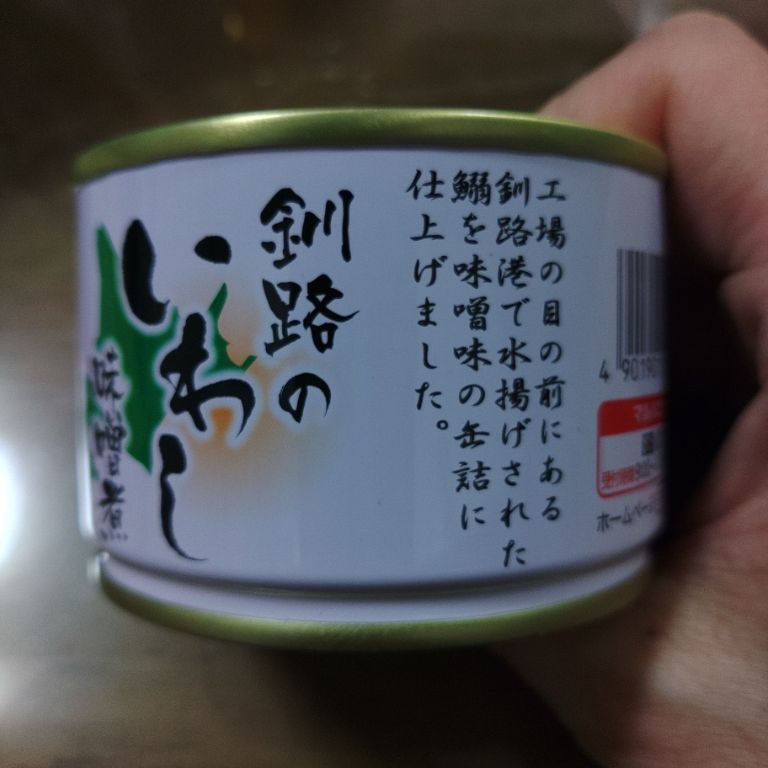 釧路の
いわし
味噌煮
工場の目の前にある
釧路港で水揚げされた
鰯を味噌味の缶詰に
仕上げました。
4 90190
ホームページ